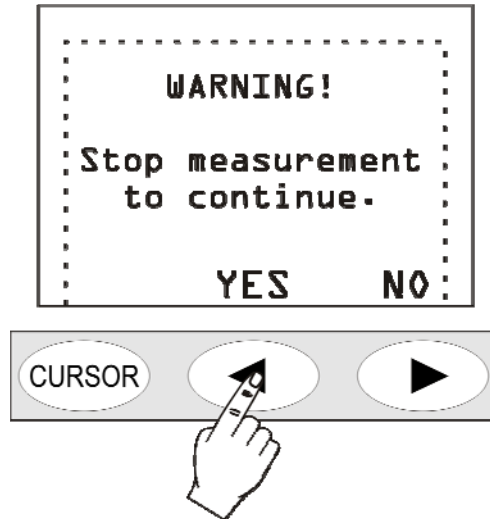 WARNING!
Stop measurement
to continue.
YES NO
CURSOR